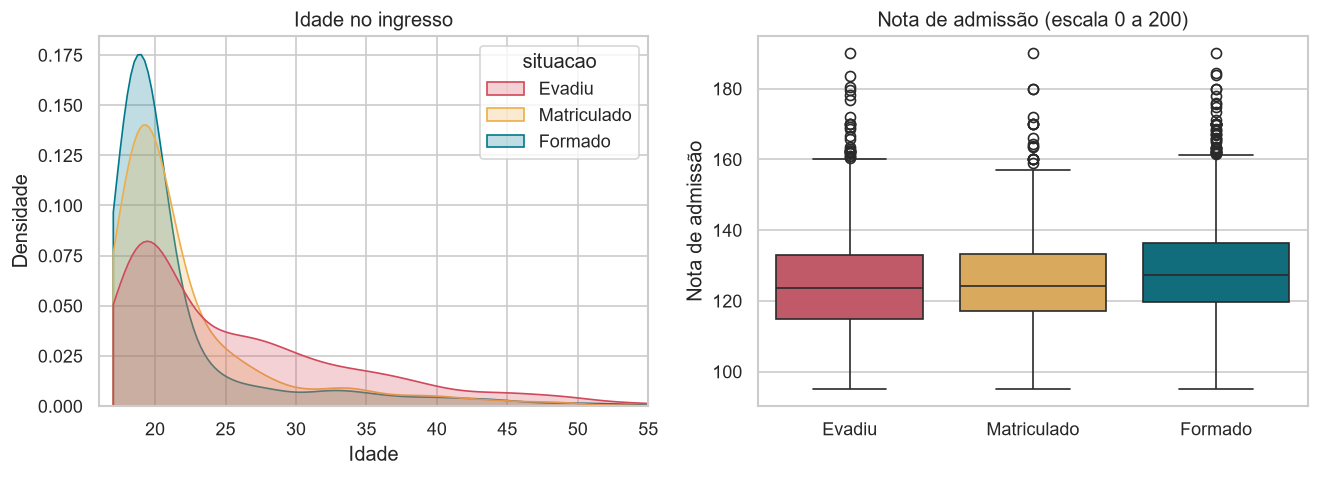 Idade no ingresso
Densidade
0.175
0.150
0.125
0.100
0.075
0.050
0.025
0.000
situacao
Evadiu
Matriculado
Formado
20 25 30 35 40 45 50 55
Idade
Nota de admissão (escala 0 a 200)
Nota de admissão
180
160
140
120
100
Evadiu Matriculado Formado